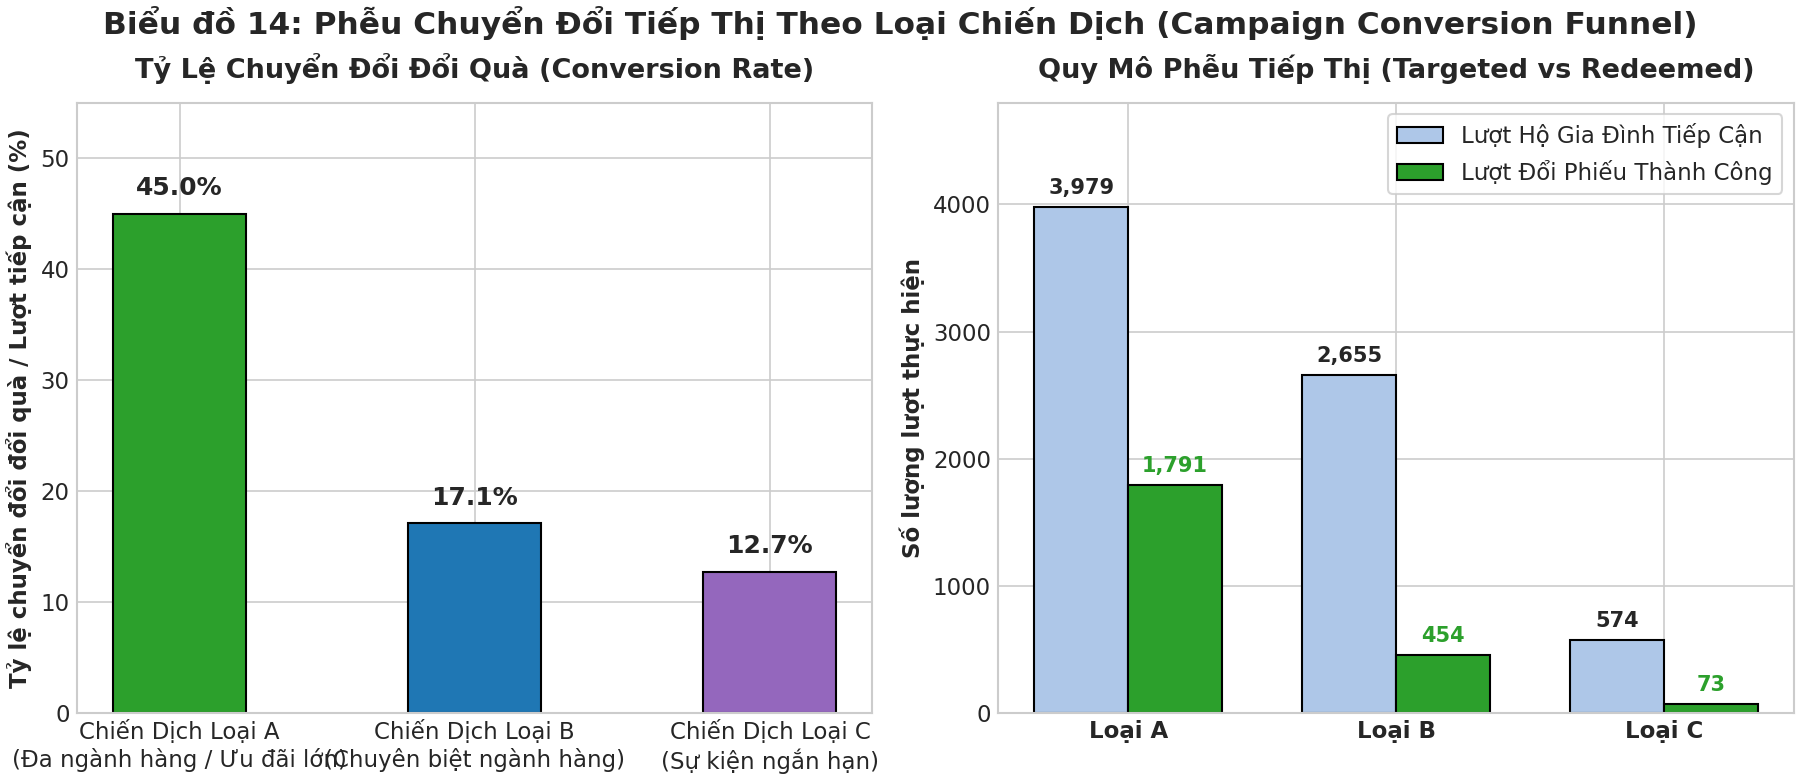 Biểu đồ 14: Phễu Chuyển Đổi Tiếp Thị Theo Loại Chiến Dịch (Campaign Conversion Funnel)
Tỷ Lệ Chuyển Đổi Đổi Quà (Conversion Rate)
Tỷ lệ chuyển đổi đổi quà / Lượt tiếp cận (%)
50
40
30
20
10
0
45.0%
17.1%
12.7%
Chiến Dịch Loại A
(Đa ngành hàng / Ưu đãi lớn)
Chiến Dịch Loại B
(Chuyên biệt ngành hàng)
Chiến Dịch Loại C
(Sự kiện ngắn hạn)
Quy Mô Phễu Tiếp Thị (Targeted vs Redeemed)
Số lượng lượt thực hiện
4000
3000
2000
1000
0
Lượt Hộ Gia Đình Tiếp Cận
Lượt Đổi Phiếu Thành Công
3,979
1,791
2,655
454
574
73
Loại A
Loại B
Loại C